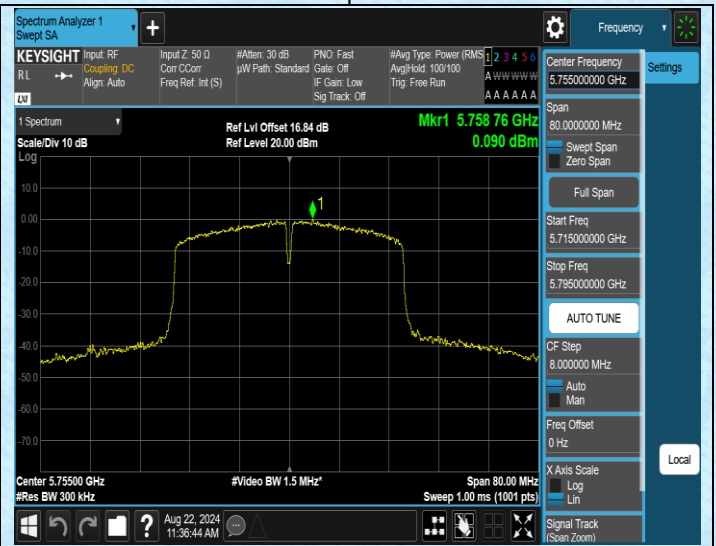 Spectrum Analyzer 1
Swept SA
Frequency
KEYSIGHT
RL
LXI
Input: RF
Coupling: DC
Align: Auto
Input Z: 50 Ω
Corr CCorr
Freq Ref: Int (S)
#Atten: 30 dB
µW Path: Standard
PNO: Fast
Gate: Off
IF Gain: Low
Sig Track: Off
#Avg Type: Power (RMS
Avg|Hold: 100/100
Trig: Free Run
1 2 3 4 5 6
A W W W W W
A A A A A A
1 Spectrum
Scale/Div 10 dB
Log
Ref Lvl Offset 16.84 dB
Ref Level 20.00 dBm
Mkr1 5.758 76 GHz
0.090 dBm
1
10.0
0.00
-10.0
-20.0
-30.0
-40.0
-50.0
-60.0
-70.0
Center 5.75500 GHz
#Res BW 300 kHz
#Video BW 1.5 MHz*
Span 80.00 MHz
Sweep 1.00 ms (1001 pts)
?
Aug 22, 2024
11:36:44 AM
Center Frequency
5.755000000 GHz
Span
80.0000000 MHz
Swept Span
Zero Span
Full Span
Start Freq
5.715000000 GHz
Stop Freq
5.795000000 GHz
AUTO TUNE
CF Step
8.000000 MHz
Auto
Man
Freq Offset
0 Hz
X Axis Scale
Log
Lin
Signal Track
(Span Zoom)
Settings
Local